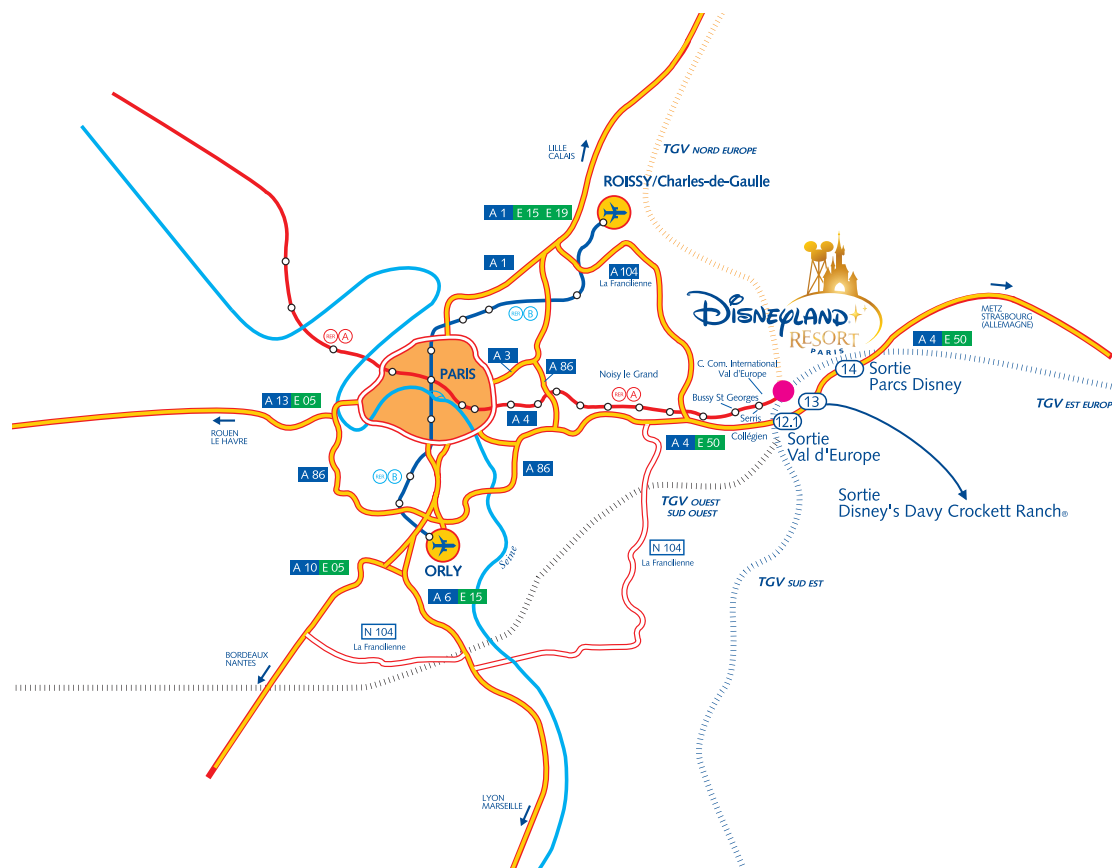 LILLE
CALAIS
TGV NORD EUROPE
ROISSY/Charles-de-Gaulle
A 1 E 15 E 19
A 1
A 104
La Francilienne
RER B
DISNEYLAND
RESORT
PARIS
METZ
STRASBOURG
(ALLEMAGNE)
A 4 E 50
RER A
A 3
A 86
PARIS
Noisy le Grand
C. Com. International
Val d'Europe
14
Sortie
Parcs Disney
RER A
Bussy St Georges
13
TGV EST EUROP
A 13 E 05
A 4
Serris
12.1
ROUEN
LE HAVRE
A 4 E 50
Collégien
Sortie
Val d'Europe
A 86
RER B
A 86
TGV OUEST
SUD OUEST
Sortie
Disney's Davy Crockett Ranch®
N 104
La Francilienne
Seine
A 10 E 05
ORLY
TGV SUD EST
A 6 E 15
N 104
La Francilienne
BORDEAUX
NANTES
LYON
MARSEILLE